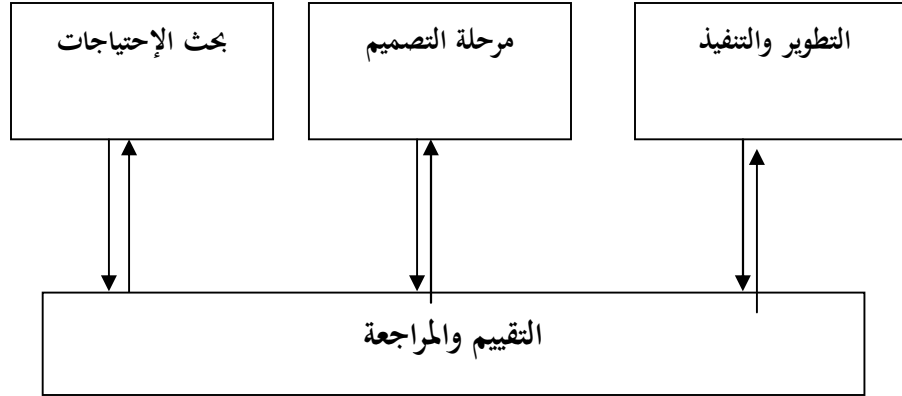 التطوير والتنفيذ
مرحلة التصميم
بحث الإحتياجات
التقييم والمراجعة